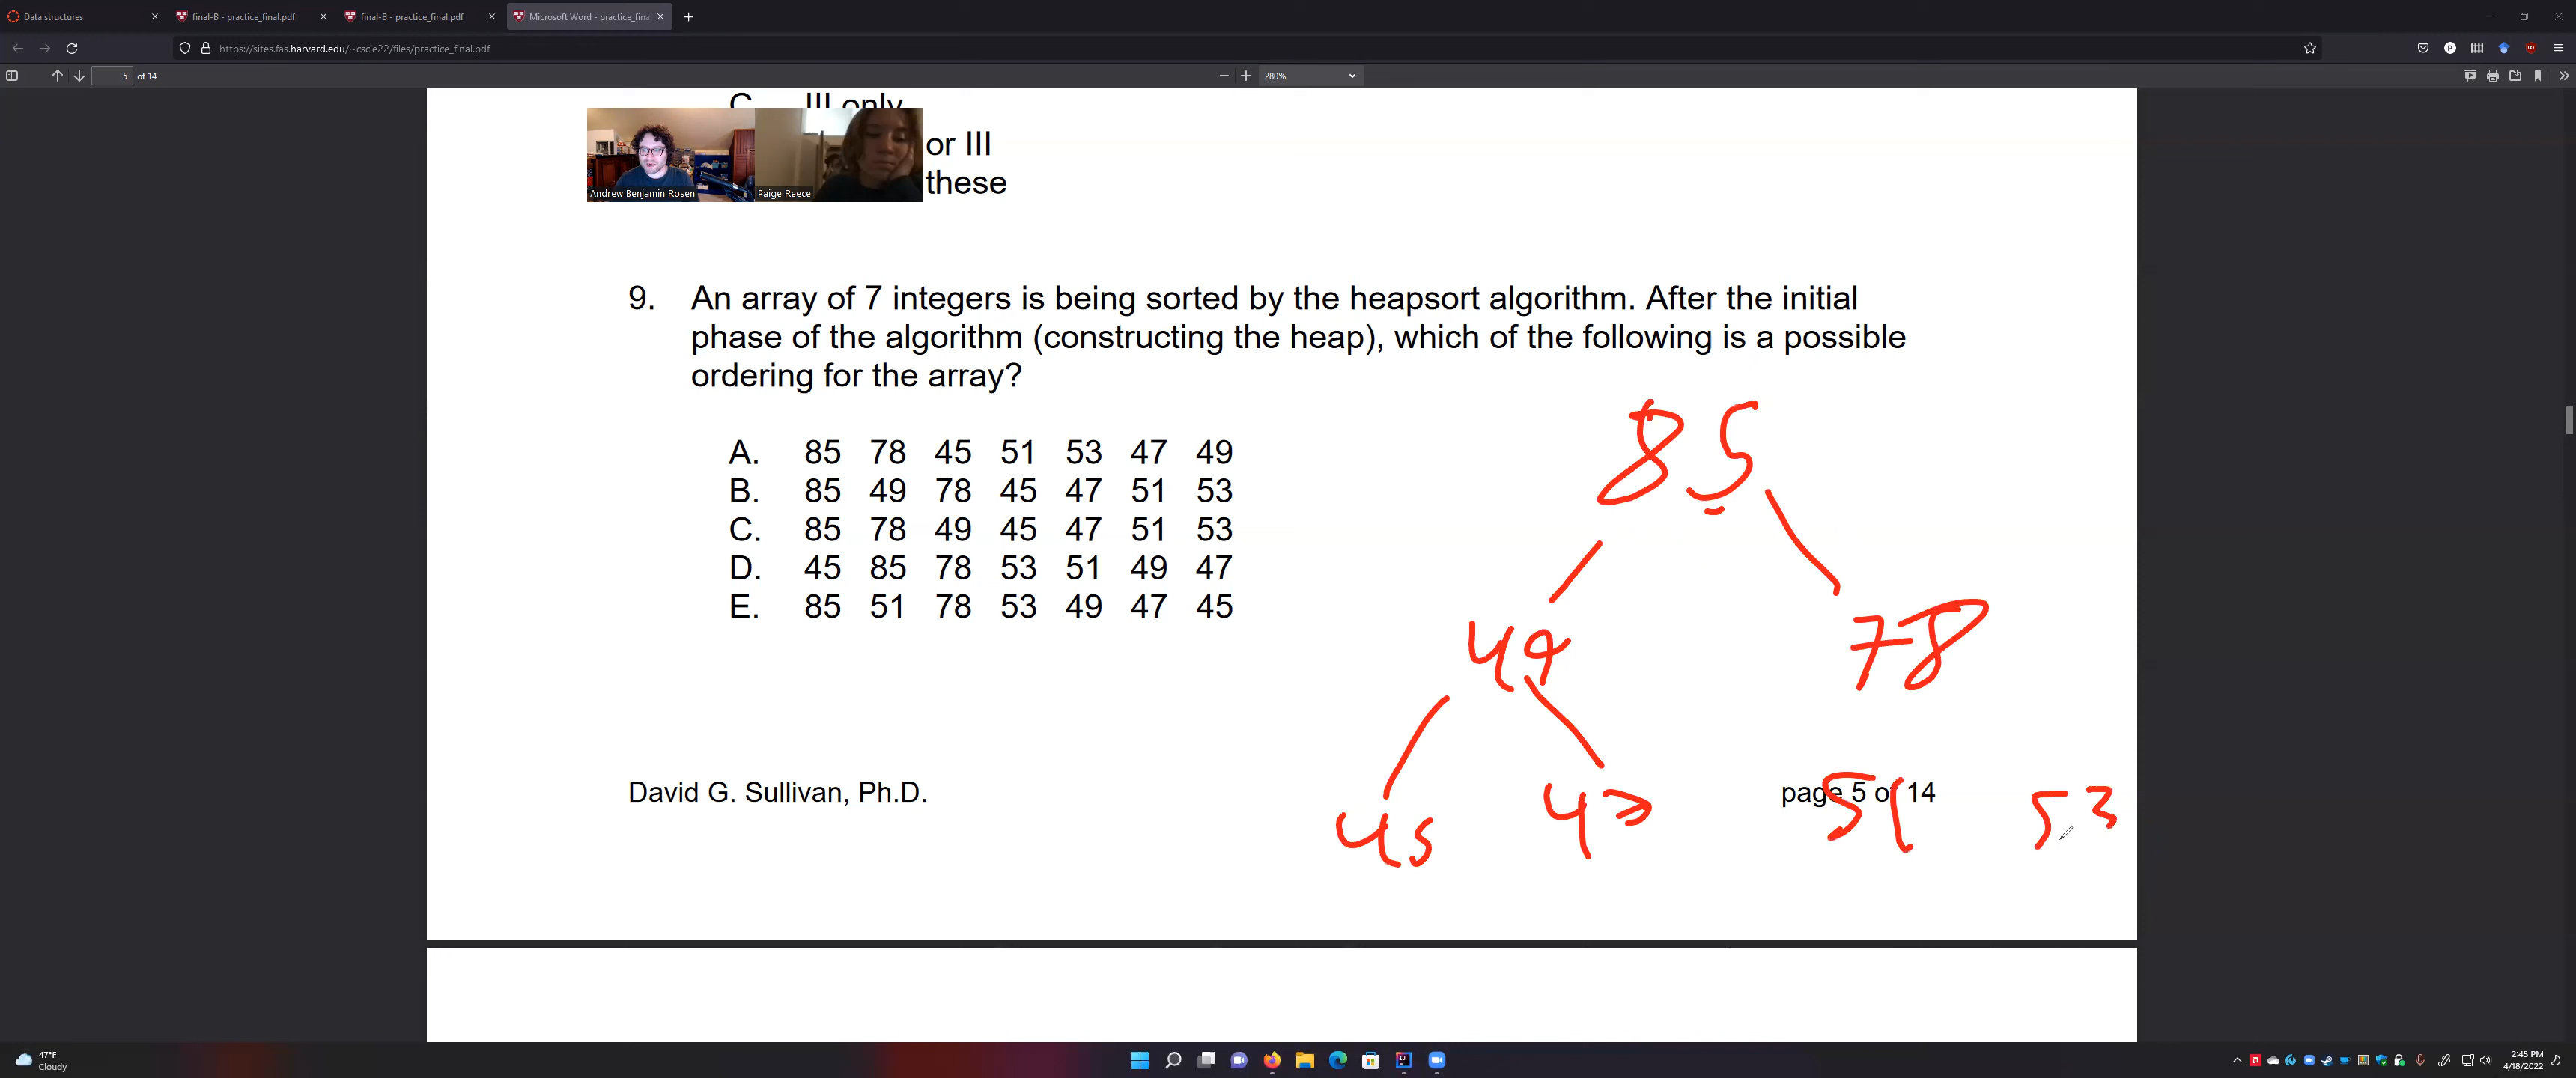 Data structures
final-B - practice_final.pdf
final-B - practice_final.pdf
Microsoft Word - practice_final
https://sites.fas.harvard.edu/~cscie22/files/practice_final.pdf
5 of 14
280%
C. III only
or III
these
Andrew Benjamin Rosen
Paige Reece
9. An array of 7 integers is being sorted by the heapsort algorithm. After the initial
phase of the algorithm (constructing the heap), which of the following is a possible
ordering for the array?
A. 85 78 45 51 53 47 49
B. 85 49 78 45 47 51 53
C. 85 78 49 45 47 51 53
D. 45 85 78 53 51 49 47
E. 85 51 78 53 49 47 45
85
49 78
45 47 51 53
David G. Sullivan, Ph.D.
page 5 of 14
47°F
Cloudy
2:45 PM
4/18/2022